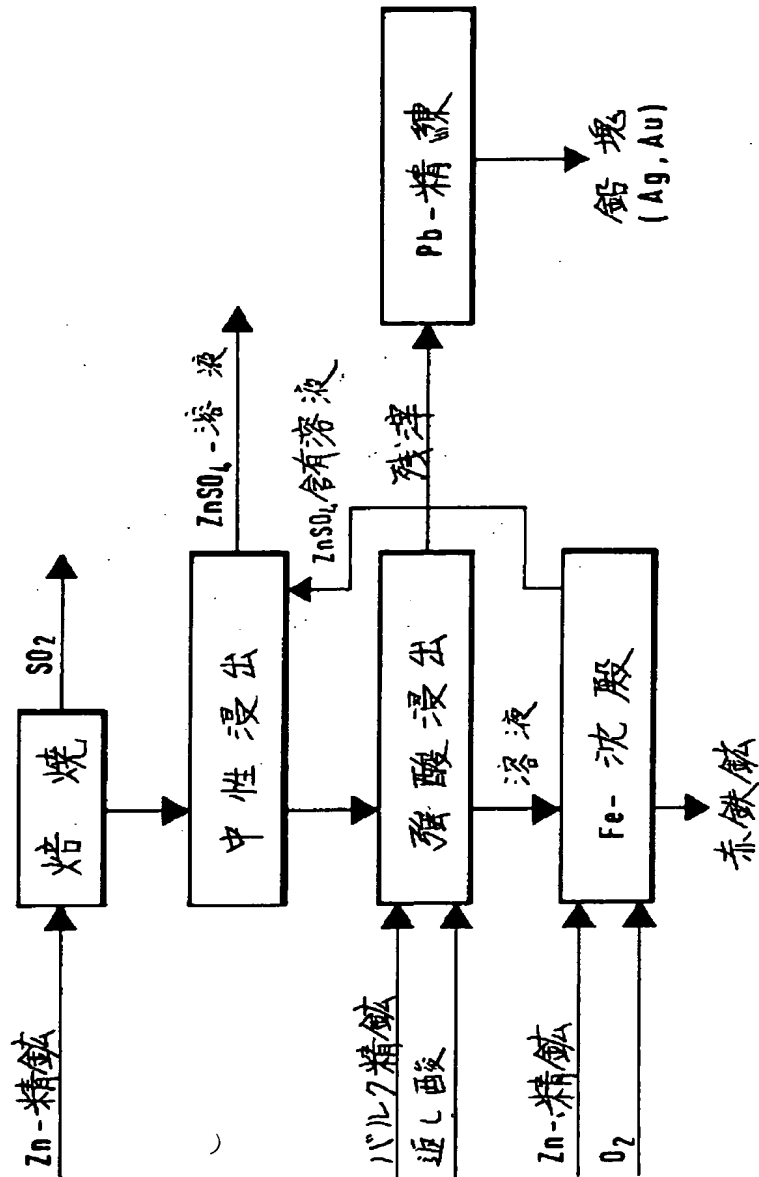 Zn-精鉱
焙焼
SO2
中性浸出
ZnSO4-溶液
ZnSO4含有溶液
バルク精鉱
返し酸
強酸浸出
残滓
Pb-精錬
鉛塊
(Ag, Au)
溶液
Zn-精鉱
O2
Fe-沈殿
赤鉄鉱